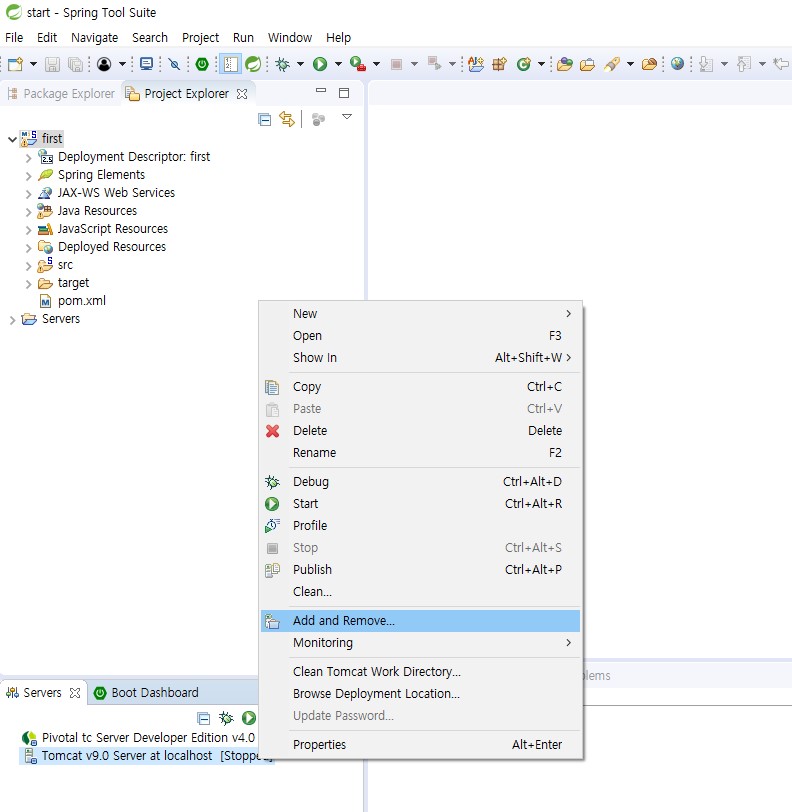 start - Spring Tool Suite
File Edit Navigate Search Project Run Window Help
Package Explorer Project Explorer
first
Deployment Descriptor: first
Spring Elements
JAX-WS Web Services
Java Resources
JavaScript Resources
Deployed Resources
src
target
pom.xml
Servers
New
Open F3
Show In Alt+Shift+W
Copy Ctrl+C
Paste Ctrl+V
Delete Delete
Rename F2
Debug Ctrl+Alt+D
Start Ctrl+Alt+R
Profile
Stop Ctrl+Alt+S
Publish Ctrl+Alt+P
Clean...
Add and Remove...
Monitoring
Clean Tomcat Work Directory...
Browse Deployment Location...
Update Password...
Properties Alt+Enter
Servers Boot Dashboard
Pivotal tc Server Developer Edition v4.0
Tomcat v9.0 Server at localhost [Stopped]